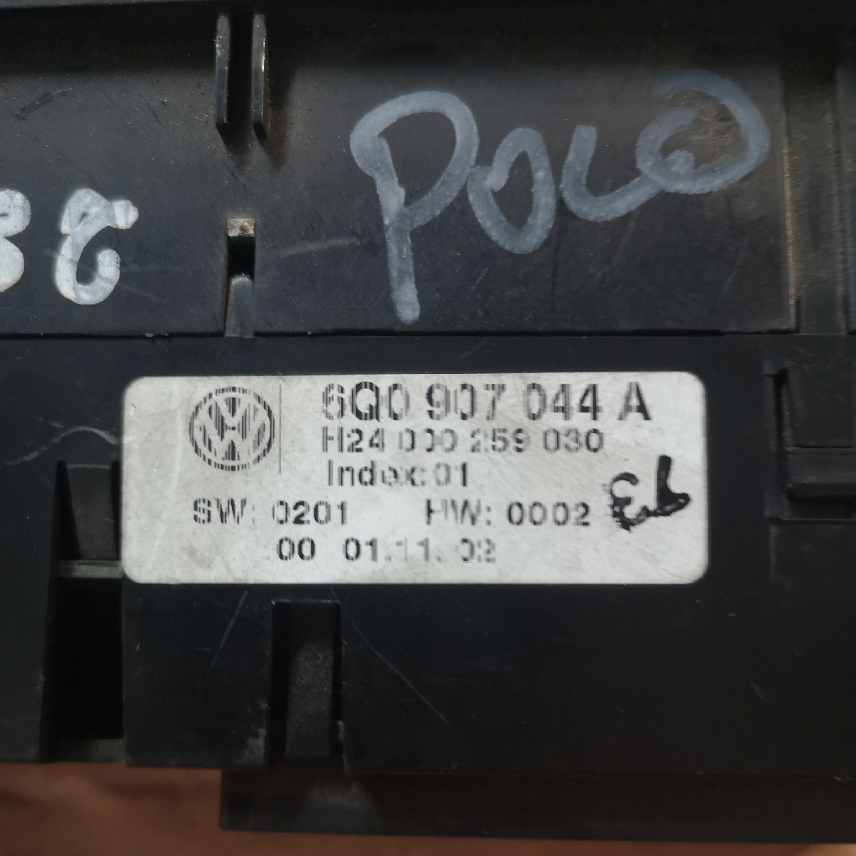 POLO
6Q0 907 044 A
H24 000 259 030
Index:01
SW: 0201 HW: 0002
00 01.11.02